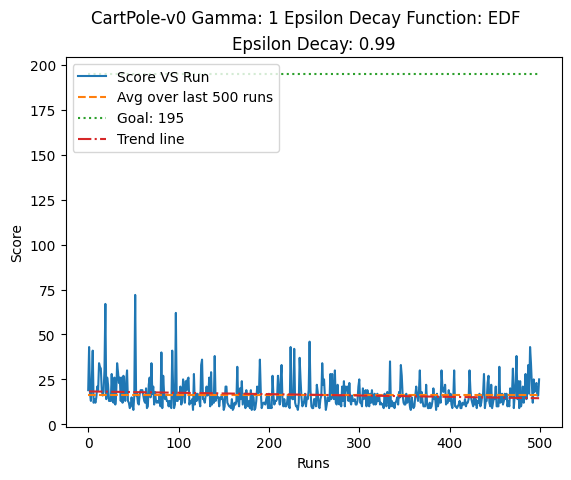 CartPole-v0 Gamma: 1 Epsilon Decay Function: EDF
Epsilon Decay: 0.99
200
175
150
125
100
75
50
25
0
Score
Score VS Run
Avg over last 500 runs
Goal: 195
Trend line
0
100
200
300
400
500
Runs